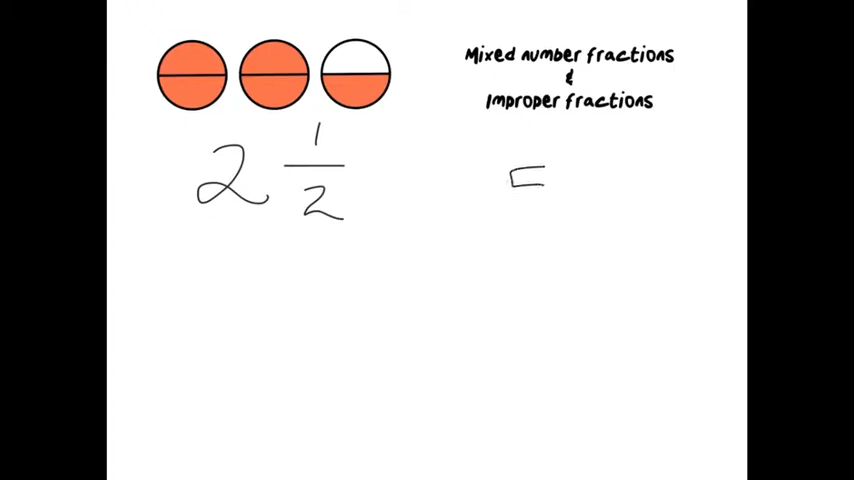 Mixed number fractions
&
Improper fractions
2 1/2 =